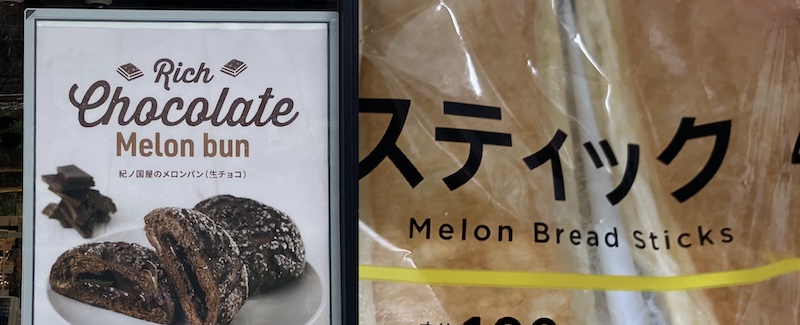 Rich
Chocolate
Melon bun
紀ノ国屋のメロンパン(生チョコ)
スティック
Melon Bread Sticks